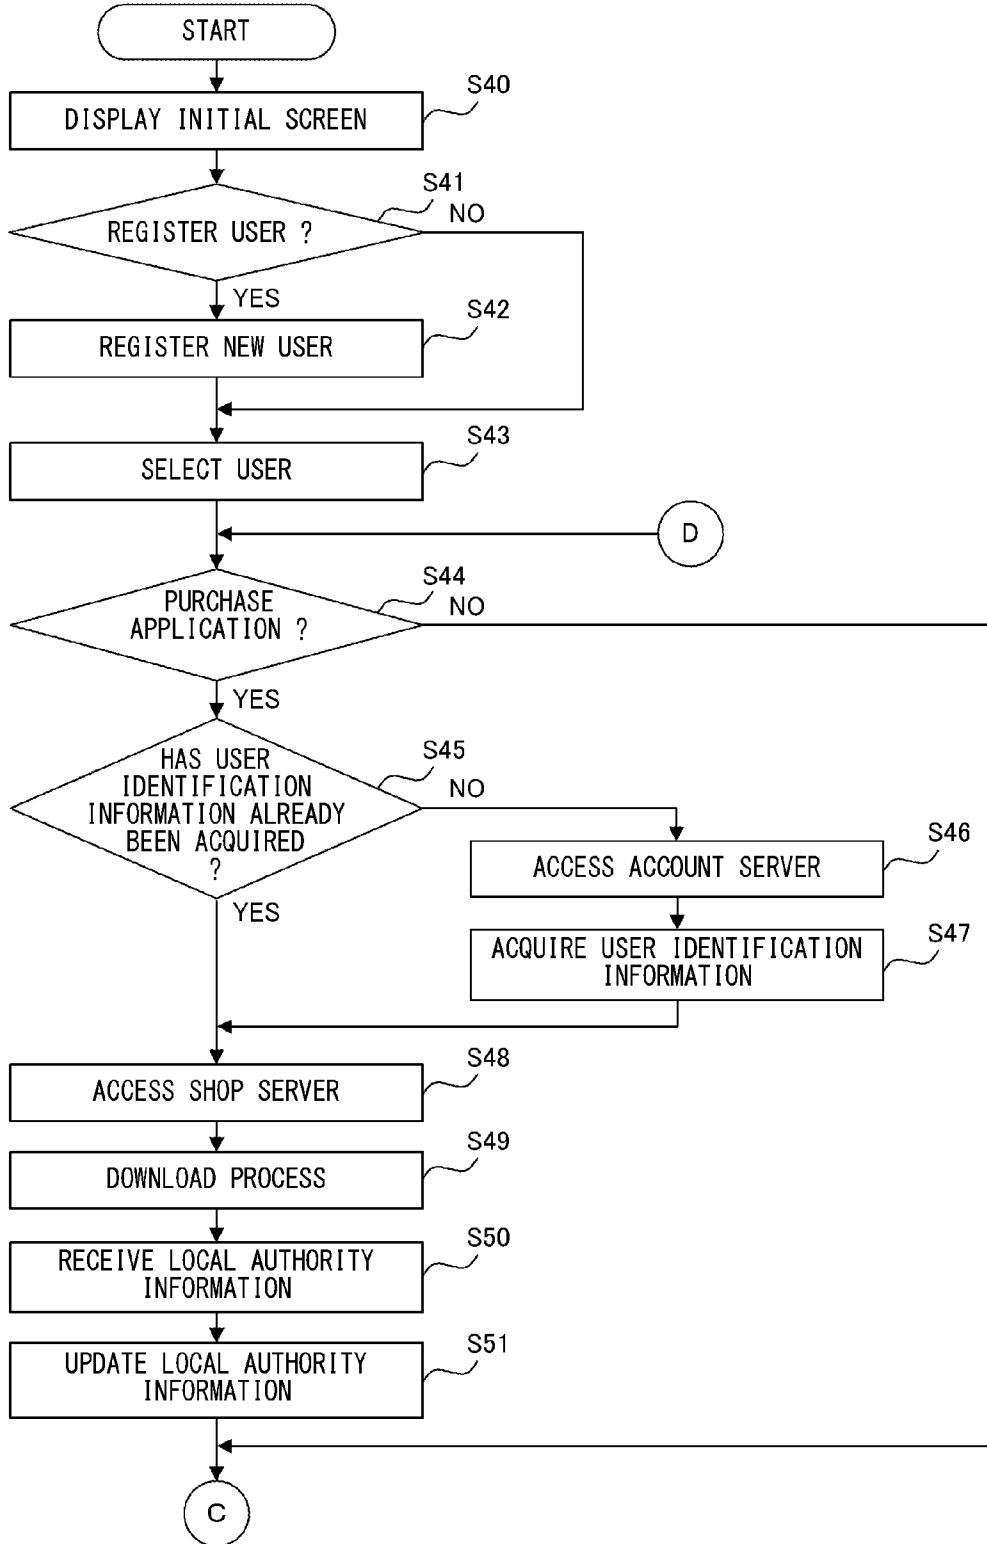 START
S40
DISPLAY INITIAL SCREEN
S41
NO
REGISTER USER ?
YES
S42
REGISTER NEW USER
S43
SELECT USER
D
S44
NO
PURCHASE
APPLICATION ?
YES
S45
NO
HAS USER
IDENTIFICATION
INFORMATION ALREADY
BEEN ACQUIRED
?
YES
S46
ACCESS ACCOUNT SERVER
S47
ACQUIRE USER IDENTIFICATION
INFORMATION
S48
ACCESS SHOP SERVER
S49
DOWNLOAD PROCESS
S50
RECEIVE LOCAL AUTHORITY
INFORMATION
S51
UPDATE LOCAL AUTHORITY
INFORMATION
C